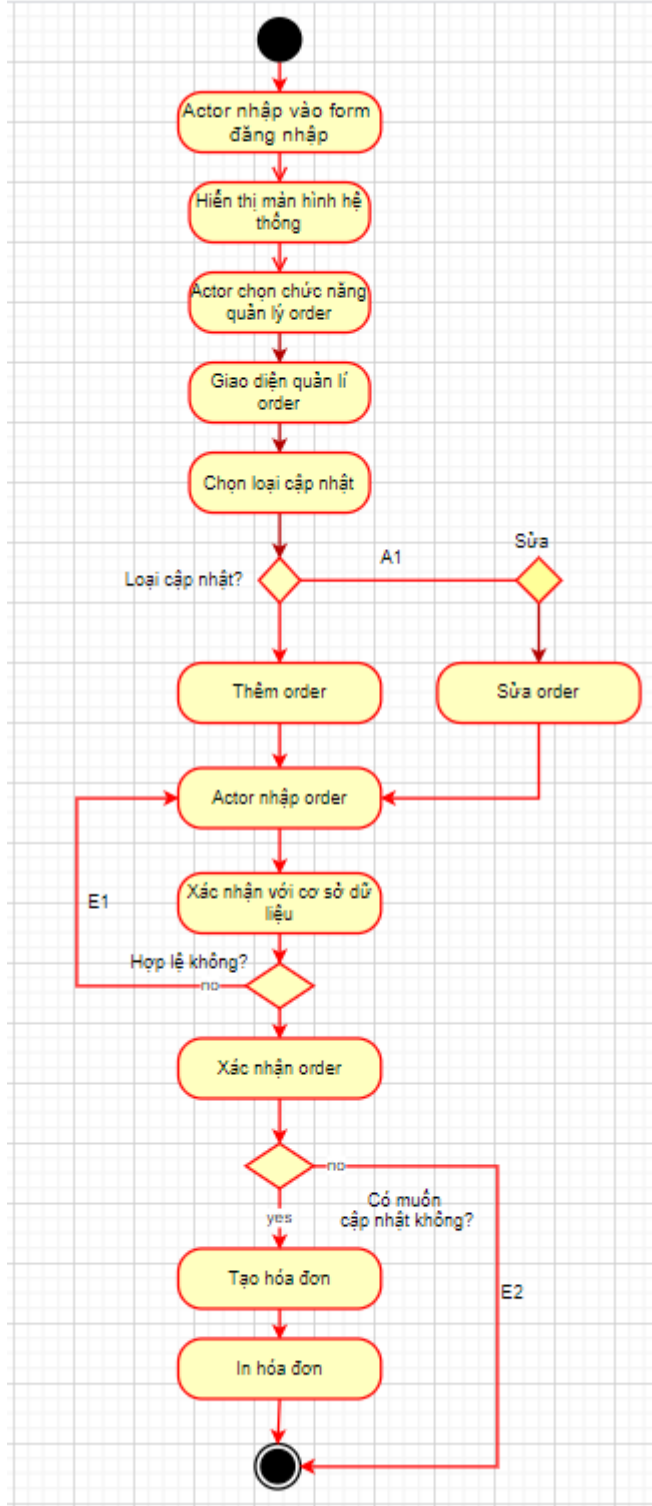 Actor nhập vào form
đăng nhập
Hiển thị màn hình hệ
thống
Actor chọn chức năng
quản lý order
Giao diện quản lí
order
Chọn loại cập nhật
Loại cập nhật?
A1
Sửa
Thêm order
Sửa order
Actor nhập order
E1
Xác nhận với cơ sở dữ
liệu
Hợp lệ không?
no
Xác nhận order
no
Có muốn
cập nhật không?
yes
Tạo hóa đơn
E2
In hóa đơn